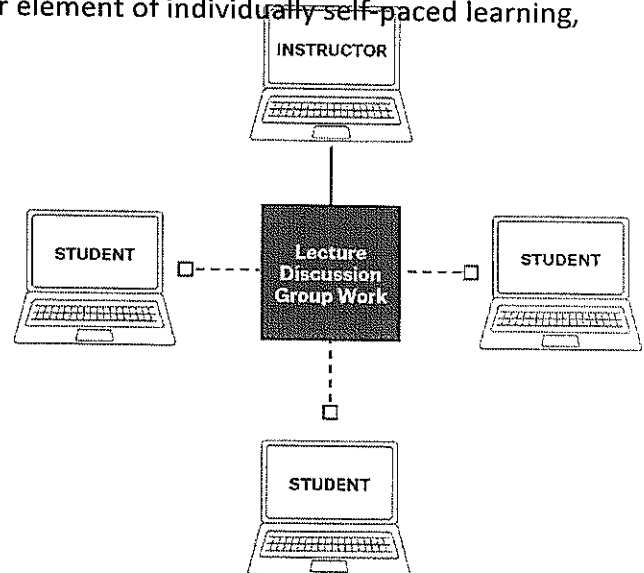 r element of individually self-paced learning,
INSTRUCTOR
STUDENT
Lecture
Discussion
Group Work
STUDENT
STUDENT